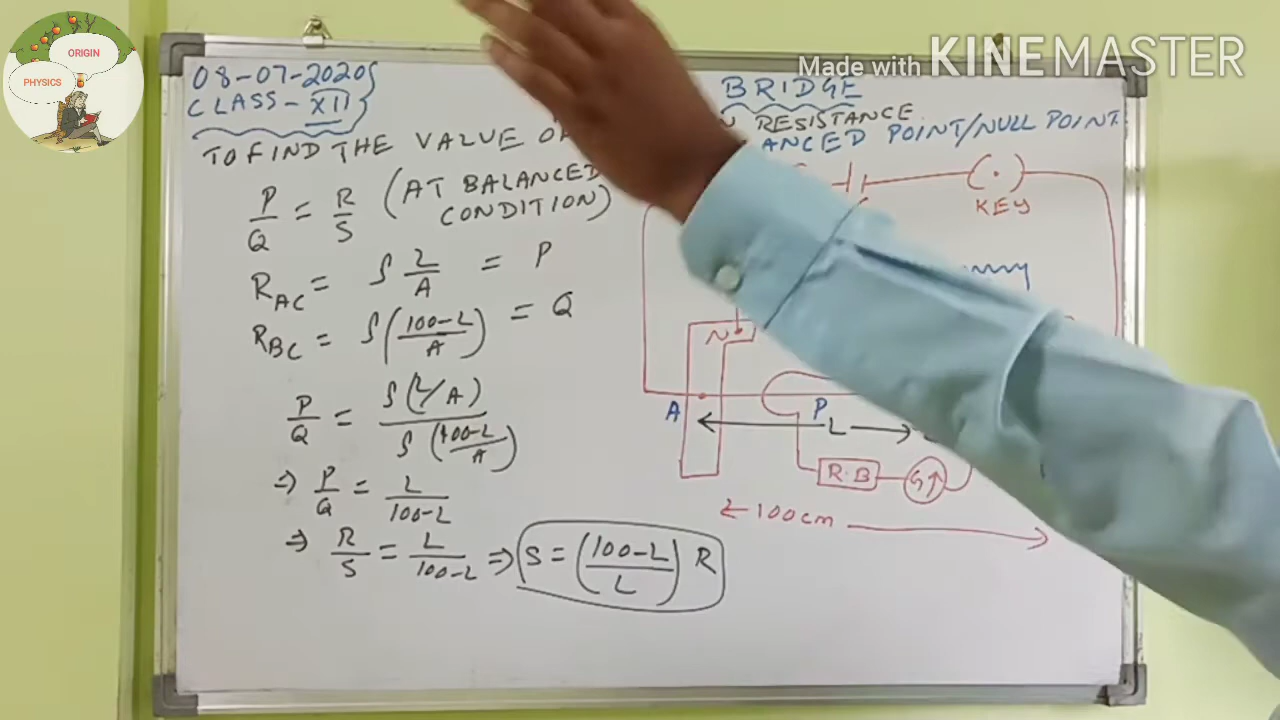 ORIGIN
PHYSICS
Made with KINEMASTER
08-07-2020
CLASS-XII
BRIDGE
TO FIND THE VALUE OF
RESISTANCE
ANCED POINT/NULL POINT
P/Q = R/S (AT BALANCED CONDITION)
R_AC = ρ L/A = P
R_BC = ρ(100-L/A) = Q
P/Q = ρ(L/A) / ρ(100-L/A)
⇒ P/Q = L/100-L
⇒ R/S = L/100-L ⇒ S = (100-L/L) R
KEY
N
A
P
L
R.B
G
100cm